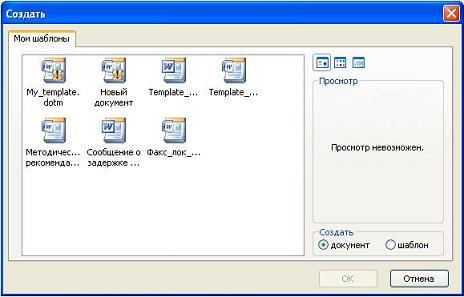 Создать
Мои шаблоны
My_template.dotm
Новый документ
Template_...
Template_...
Методичес... рекоменда...
Сообщение о задержке ...
Факс_лок_...
Просмотр
Просмотр невозможен.
Создать
документ
шаблон
OK
Отмена